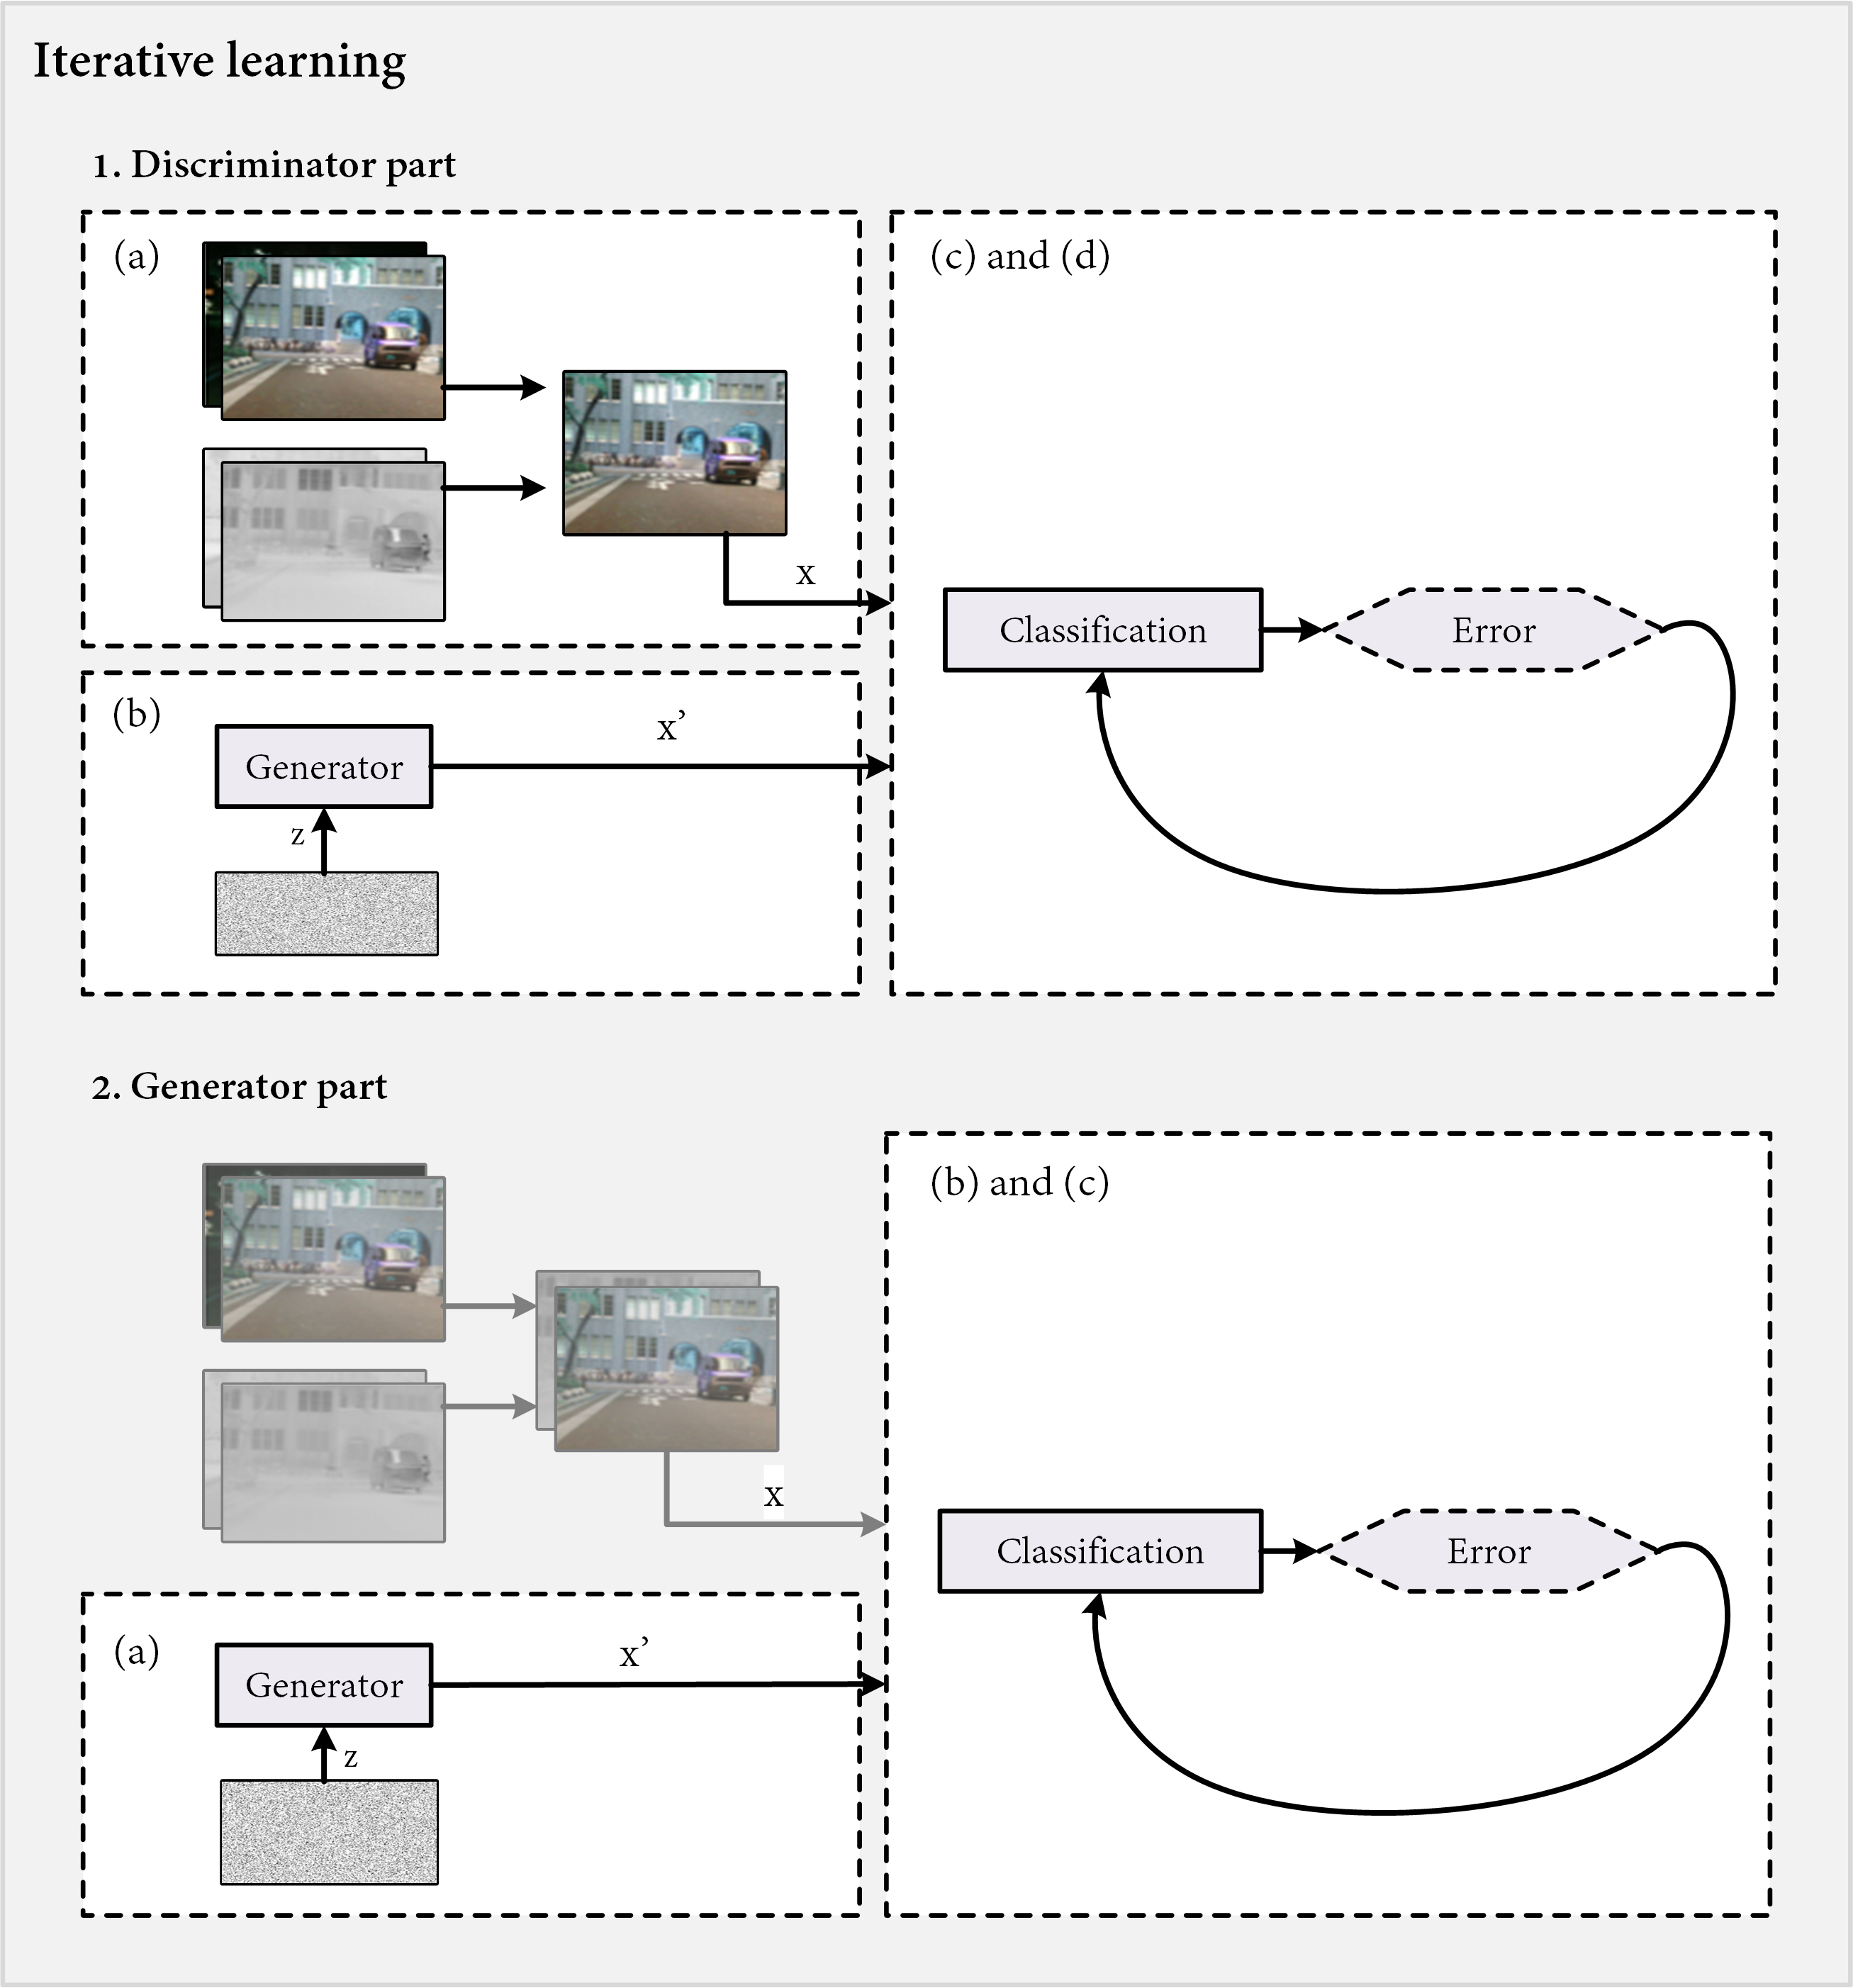 Iterative learning
1. Discriminator part
(a)
(c) and (d)
x
Classification
Error
(b)
x’
Generator
z
2. Generator part
(b) and (c)
x
Classification
Error
(a)
x’
Generator
z